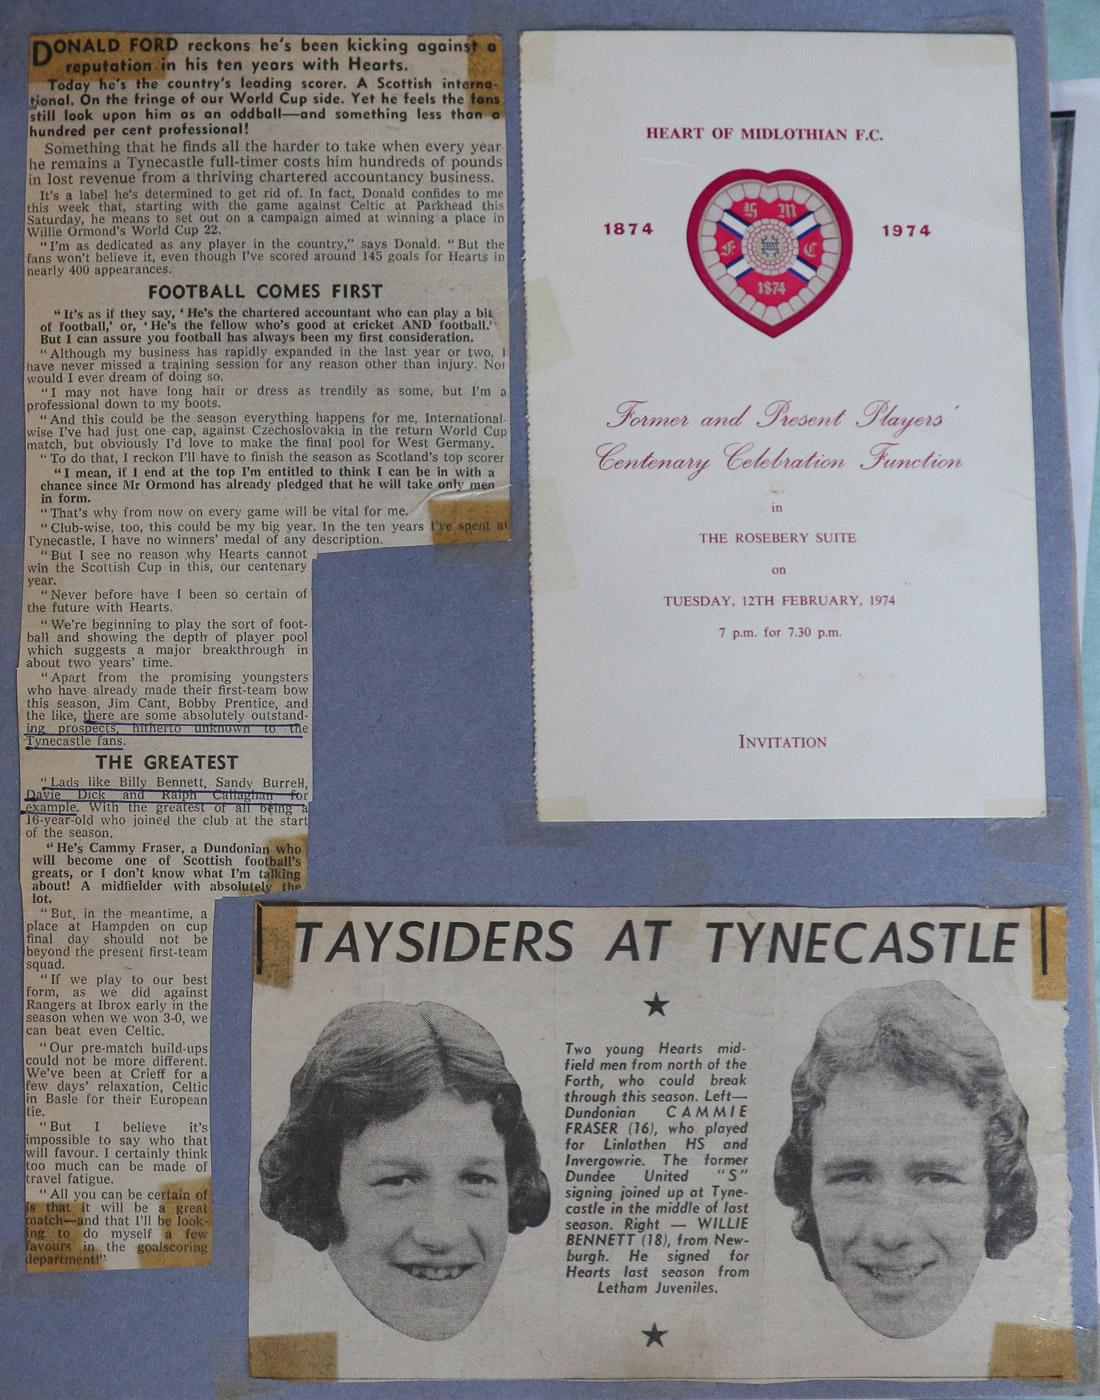 DONALD FORD reckons he's been kicking against a
reputation in his ten years with Hearts.
Today he's the country's leading scorer. A Scottish interna-
tional. On the fringe of our World Cup side. Yet he feels the fans
still look upon him as an oddball—and something less than a
hundred per cent professional!
Something that he finds all the harder to take when every year
he remains a Tynecastle full-timer costs him hundreds of pounds
in lost revenue from a thriving chartered accountancy business.
It's a label he's determined to get rid of. In fact, Donald confides to me
this week that, starting with the game against Celtic at Parkhead this
Saturday, he means to set out on a campaign aimed at winning a place in
Willie Ormond's World Cup 22.
"I'm as dedicated as any player in the country," says Donald. "But the
fans won't believe it, even though I've scored around 145 goals for Hearts in
nearly 400 appearances.
FOOTBALL COMES FIRST
"It's as if they say, 'He's the chartered accountant who can play a bit
of football,' or, 'He's the fellow who's good at cricket AND football.'
But I can assure you football has always been my first consideration.
"Although my business has rapidly expanded in the last year or two, I
have never missed a training session for any reason other than injury. Nor
would I ever dream of doing so.
"I may not have long hair or dress as trendily as some, but I'm a
professional down to my boots.
"And this could be the season everything happens for me. International-
wise I've had just one cap, against Czechoslovakia in the return World Cup
match, but obviously I'd love to make the final pool for West Germany.
"To do that, I reckon I'll have to finish the season as Scotland's top scorer
"I mean, if I end at the top I'm entitled to think I can be in with a
chance since Mr Ormond has already pledged that he will take only men
in form.
"That's why from now on every game will be vital for me.
"Club-wise, too, this could be my big year. In the ten years I've spent at
Tynecastle, I have no winners' medal of any description.
"But I see no reason why Hearts cannot
win the Scottish Cup in this, our centenary
year.
"Never before have I been so certain of
the future with Hearts.
"We're beginning to play the sort of foot-
ball and showing the depth of player pool
which suggests a major breakthrough in
about two years' time.
"Apart from the promising youngsters
who have already made their first-team bow
this season, Jim Cant, Bobby Prentice, and
the like, there are some absolutely outstand-
ing prospects, hitherto unknown to the
Tynecastle fans.
THE GREATEST
"Lads like Billy Bennett, Sandy Burrell,
Davie Dick and Ralph Callaghan for
example. With the greatest of all being a
16-year-old who joined the club at the start
of the season.
"He's Cammy Fraser, a Dundonian who
will become one of Scottish football's
greats, or I don't know what I'm talking
about! A midfielder with absolutely the
lot.
"But, in the meantime, a
place at Hampden on cup
final day should not be
beyond the present first-team
squad.
"If we play to our best
form, as we did against
Rangers at Ibrox early in the
season when we won 3-0, we
can beat even Celtic.
"Our pre-match build-ups
could not be more different.
We've been at Crieff for a
few days' relaxation, Celtic
in Basle for their European
tie.
"But I believe it's
impossible to say who that
will favour. I certainly think
too much can be made of
travel fatigue.
"All you can be certain of
is that it will be a great
match—and that I'll be look-
ing to do myself a few
favours in the goalscoring
department!"
HEART OF MIDLOTHIAN F.C.
1874 1974
H M
F C
1874
Former and Present Players'
Centenary Celebration Function
in
THE ROSEBERY SUITE
on
TUESDAY, 12TH FEBRUARY, 1974
7 p.m. for 7.30 p.m.
INVITATION
TAYSIDERS AT TYNECASTLE
Two young Hearts mid-
field men from north of the
Forth, who could break
through this season. Left—
Dundonian CAMMIE
FRASER (16), who played
for Linlathen HS and
Invergowrie. The former
Dundee United "S"
signing joined up at Tyne-
castle in the middle of last
season. Right — WILLIE
BENNETT (18), from New-
burgh. He signed for
Hearts last season from
Letham Juveniles.